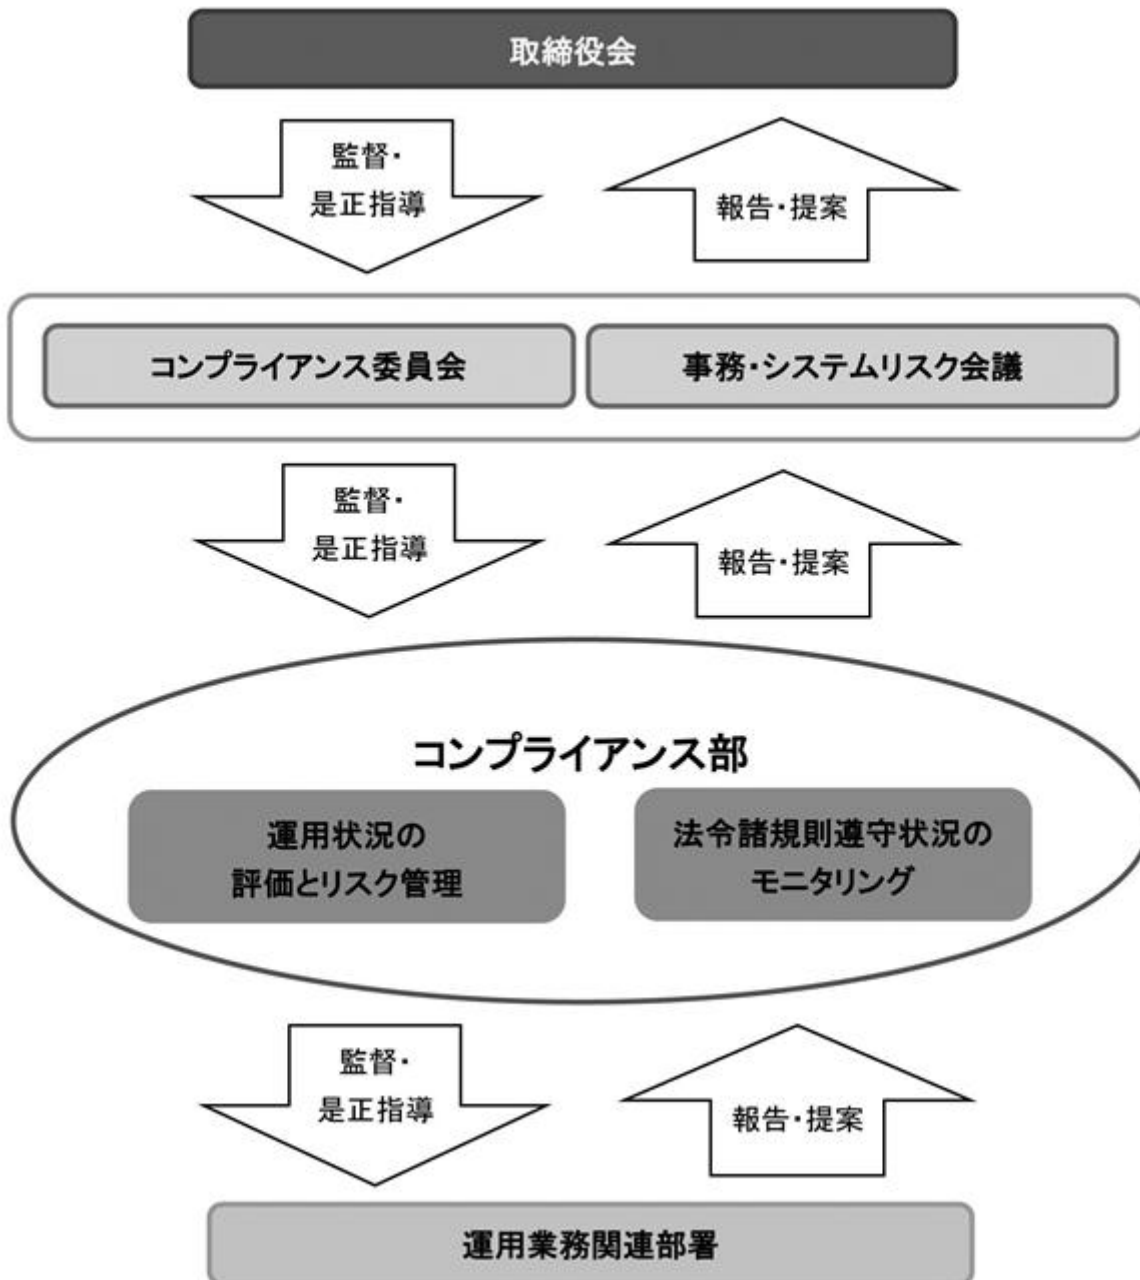 取締役会
監督・
是正指導
報告・提案
コンプライアンス委員会
事務・システムリスク会議
監督・
是正指導
報告・提案
コンプライアンス部
運用状況の
評価とリスク管理
法令諸規則遵守状況の
モニタリング
監督・
是正指導
報告・提案
運用業務関連部署